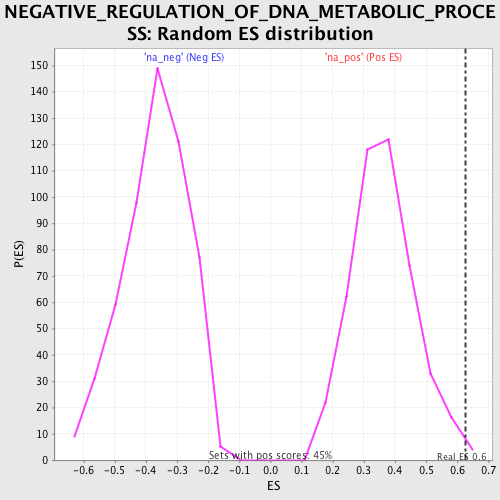 NEGATIVE_REGULATION_OF_DNA_METABOLIC_PROCE
SS: Random ES distribution
'na_neg' (Neg ES) 'na_pos' (Pos ES)
150
140
130
120
110
100
90
80
70
60
50
40
30
20
10
0
P(ES)
Sets with pos scores: 45%
Real ES 0.6
-0.6 -0.5 -0.4 -0.3 -0.2 -0.1 0.0 0.1 0.2 0.3 0.4 0.5 0.6 0.7
ES